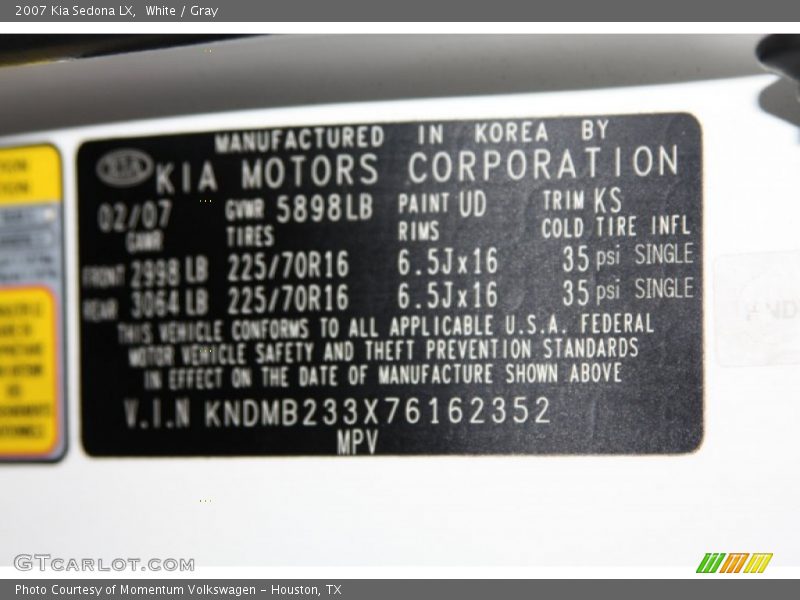 2007 Kia Sedona LX, White / Gray
MANUFACTURED IN KOREA BY
KIA KIA MOTORS CORPORATION
02/07 GVWR 5898LB PAINT UD TRIM KS
GAWR TIRES RIMS COLD TIRE INFL
FRONT 2998 LB 225/70R16 6.5Jx16 35 psi SINGLE
REAR 3064 LB 225/70R16 6.5Jx16 35 psi SINGLE
THIS VEHICLE CONFORMS TO ALL APPLICABLE U.S.A. FEDERAL
MOTOR VEHICLE SAFETY AND THEFT PREVENTION STANDARDS
IN EFFECT ON THE DATE OF MANUFACTURE SHOWN ABOVE
V.I.N KNDMB233X76162352
MPV
GTCARLOT.COM
Photo Courtesy of Momentum Volkswagen - Houston, TX